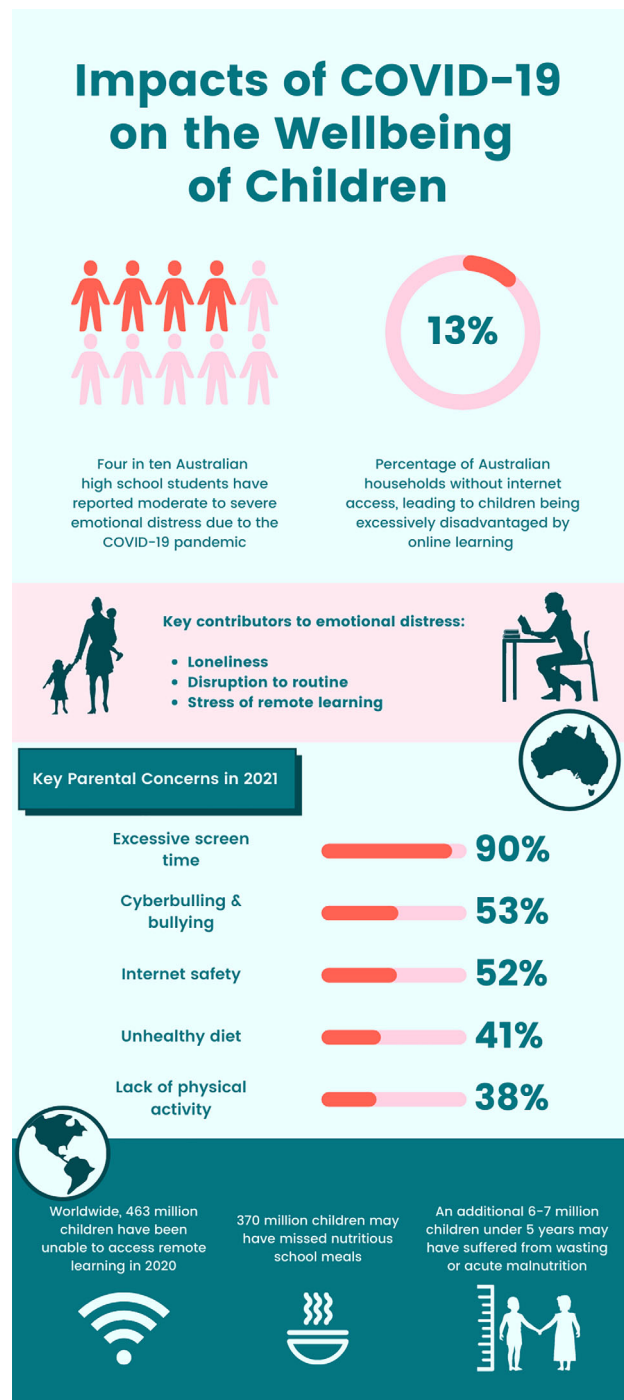 Impacts of COVID-19
on the Wellbeing
of Children
13%
Four in ten Australian
high school students have
reported moderate to severe
emotional distress due to the
COVID-19 pandemic
Percentage of Australian
households without internet
access, leading to children being
excessively disadvantaged by
online learning
Key contributors to emotional distress:
• Loneliness
• Disruption to routine
• Stress of remote learning
Key Parental Concerns in 2021
Excessive screen
time
90%
Cyberbulling &
bullying
53%
Internet safety
52%
Unhealthy diet
41%
Lack of physical
activity
38%
Worldwide, 463 million
children have been
unable to access remote
learning in 2020
370 million children may
have missed nutritious
school meals
An additional 6-7 million
children under 5 years may
have suffered from wasting
or acute malnutrition